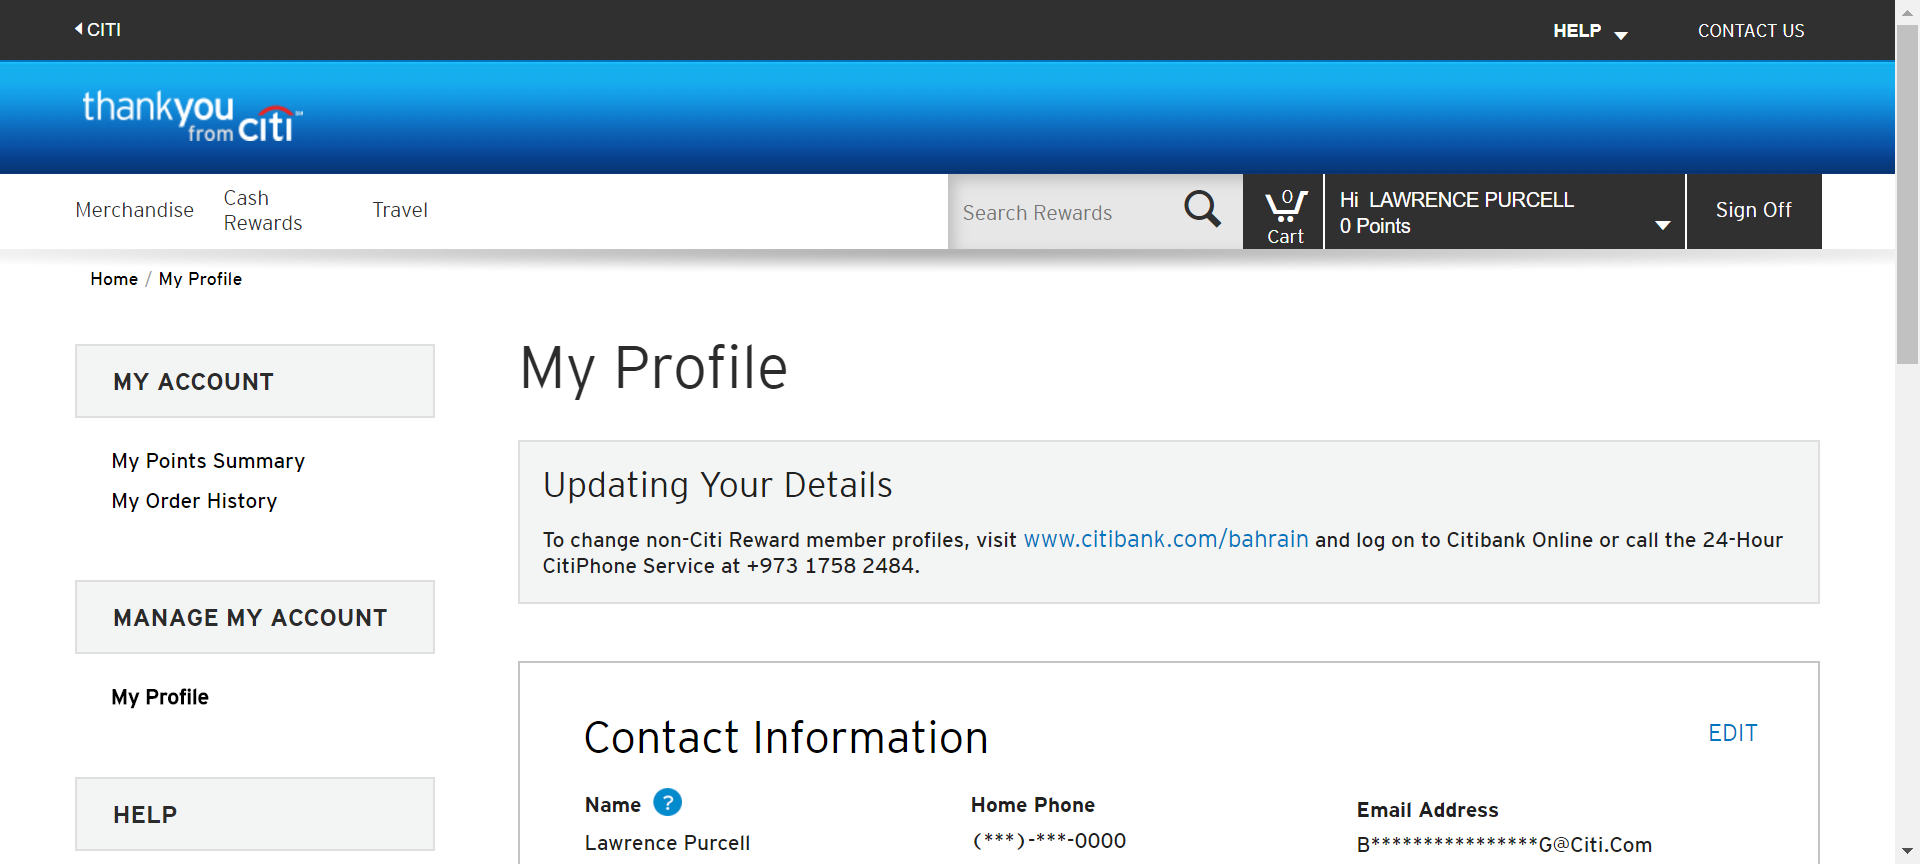 CITI
HELP
CONTACT US
thankyou
from citi
SM
Merchandise
Cash
Rewards
Travel
Search Rewards
0
Cart
Hi LAWRENCE PURCELL
0 Points
Sign Off
Home / My Profile
MY ACCOUNT
My Points Summary
My Order History
MANAGE MY ACCOUNT
My Profile
HELP
My Profile
Updating Your Details
To change non-Citi Reward member profiles, visit www.citibank.com/bahrain and log on to Citibank Online or call the 24-Hour
CitiPhone Service at +973 1758 2484.
Contact Information
EDIT
Name ?
Lawrence Purcell
Home Phone
(***)-***-0000
Email Address
B****************G@Citi.Com